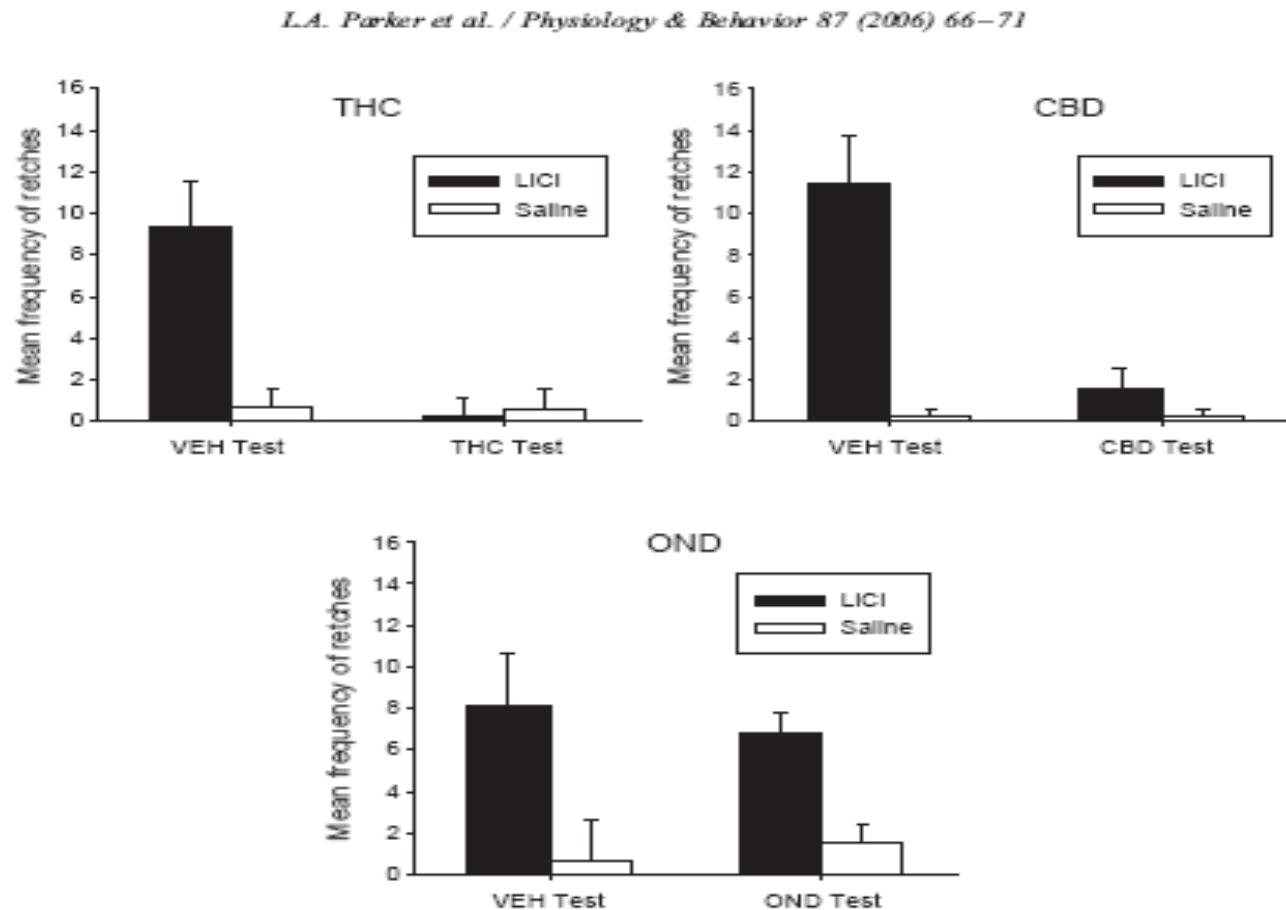 L.A. Parker et al. / Physiology & Behavior 87 (2006) 66–71
THC
Mean frequency of retches
16
14
12
10
8
6
4
2
0
LICI
Saline
VEH Test
THC Test
CBD
Mean frequency of retches
16
14
12
10
8
6
4
2
0
LICI
Saline
VEH Test
CBD Test
OND
Mean frequency of retches
16
14
12
10
8
6
4
2
0
LICI
Saline
VEH Test
OND Test